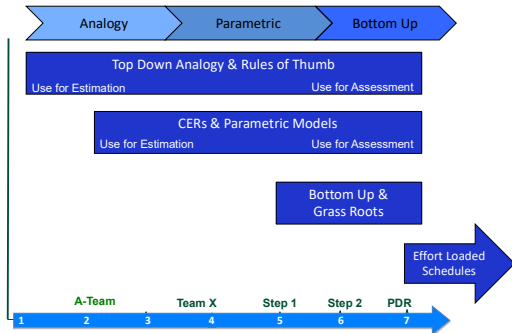 Analogy Parametric Bottom Up
Top Down Analogy & Rules of Thumb
Use for Estimation Use for Assessment
CERs & Parametric Models
Use for Estimation Use for Assessment
Bottom Up &
Grass Roots
Effort Loaded
Schedules
A-Team Team X Step 1 Step 2 PDR
1 2 3 4 5 6 7